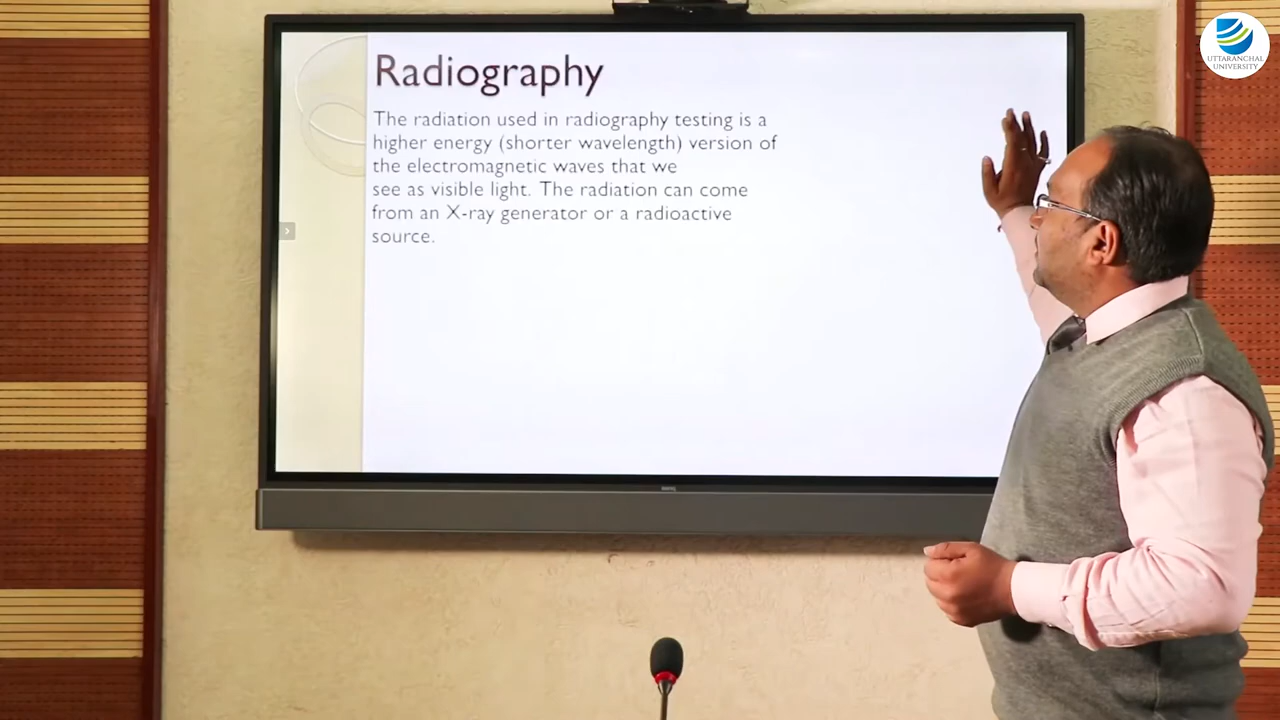 Radiography
The radiation used in radiography testing is a
higher energy (shorter wavelength) version of
the electromagnetic waves that we
see as visible light. The radiation can come
from an X-ray generator or a radioactive
source.
UTTARANCHAL
UNIVERSITY